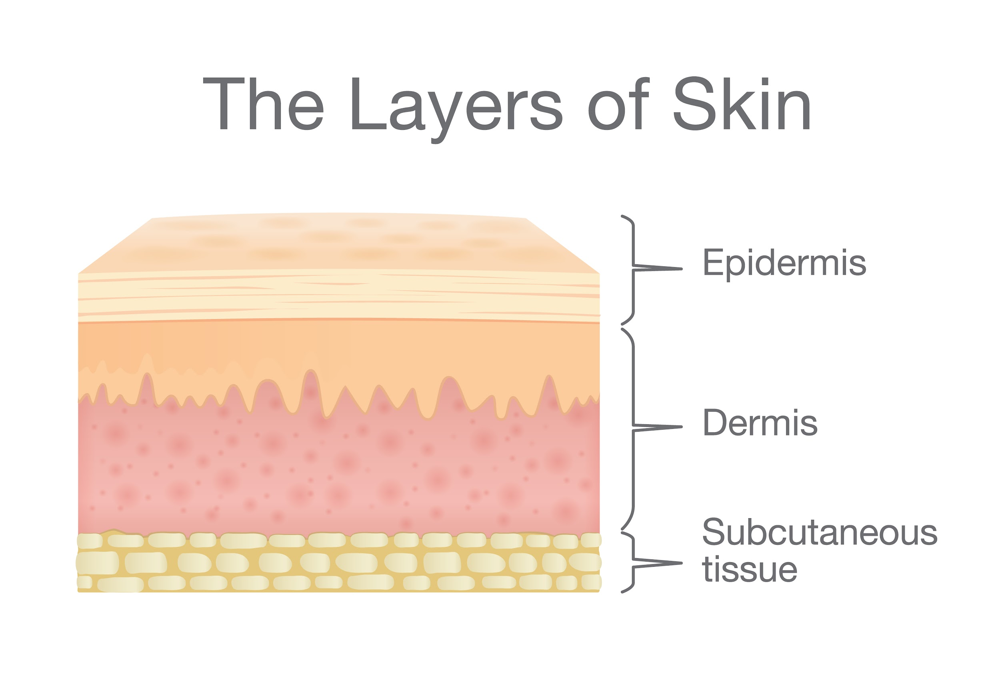 The Layers of Skin
Epidermis
Dermis
Subcutaneous
tissue